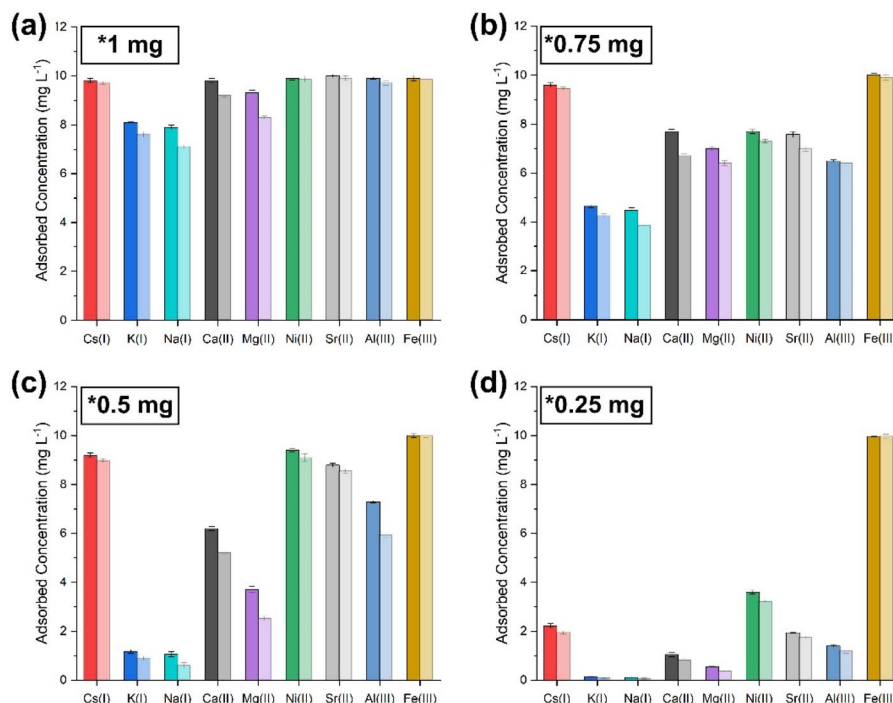 (a)
*1 mg
Adsorbed Concentration (mg L⁻¹)
12
10
8
6
4
2
0
Cs(I) K(I) Na(I) Ca(II) Mg(II) Ni(II) Sr(II) Al(III) Fe(III)
(b)
*0.75 mg
Adsrobed Concentration (mg L⁻¹)
12
10
8
6
4
2
0
Cs(I) K(I) Na(I) Ca(II) Mg(II) Ni(II) Sr(II) Al(III) Fe(III
(c)
*0.5 mg
Adsorbed Concentration (mg L⁻¹)
12
10
8
6
4
2
0
Cs(I) K(I) Na(I) Ca(II) Mg(II) Ni(II) Sr(II) Al(III) Fe(III)
(d)
*0.25 mg
Adsorbed Concentration (mg L⁻¹)
12
10
8
6
4
2
0
Cs(I) K(I) Na(I) Ca(II) Mg(II) Ni(II) Sr(II) Al(III) Fe(III)